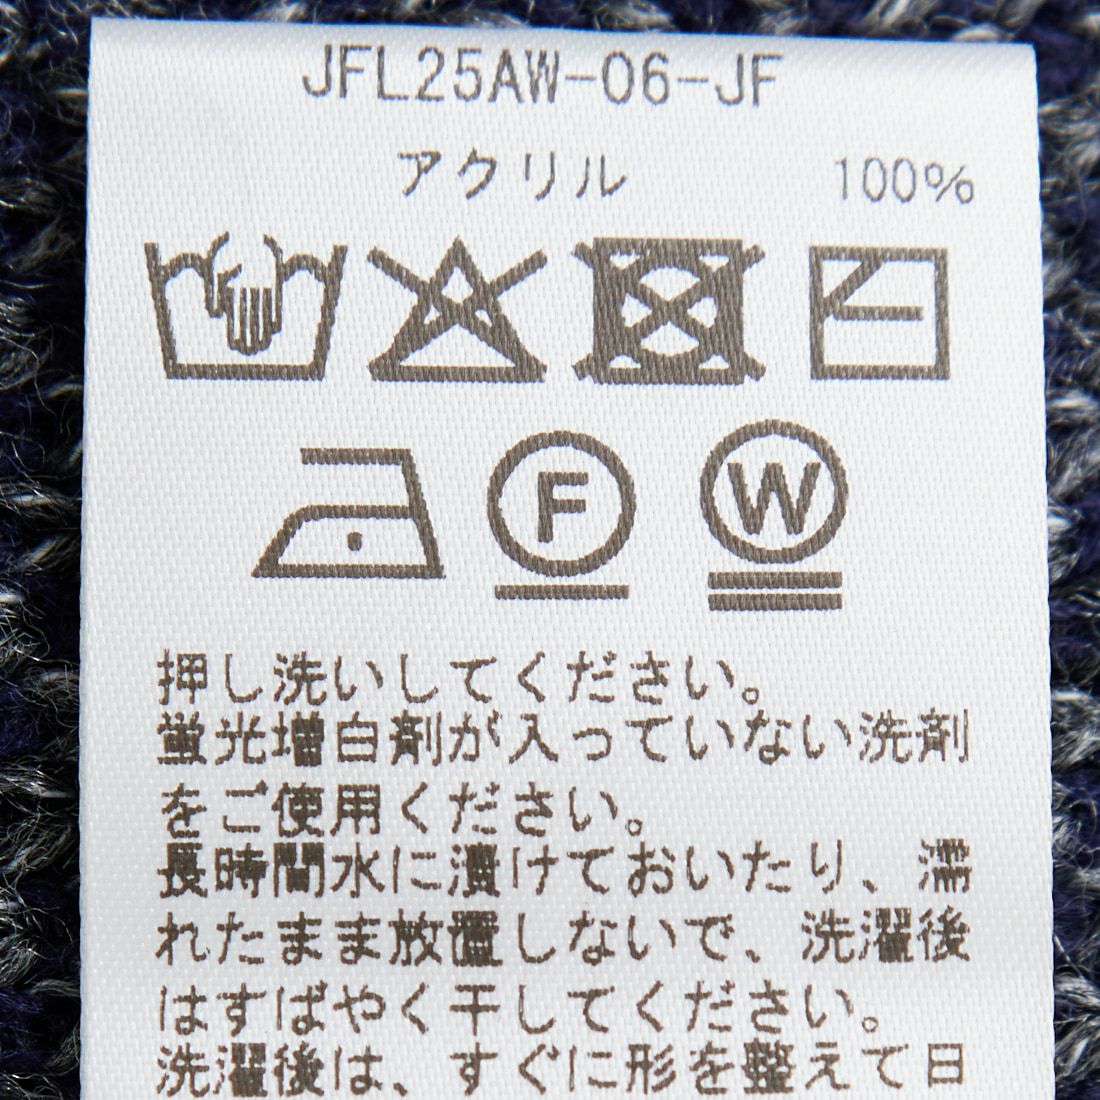 JFL25AW-06-JF
アクリル 100%
F W
押し洗いしてください。
蛍光増白剤が入っていない洗剤
をご使用ください。
長時間水に漬けておいたり、濡
れたまま放置しないで、洗濯後
はすばやく干してください。
洗濯後は、すぐに形を整えて日